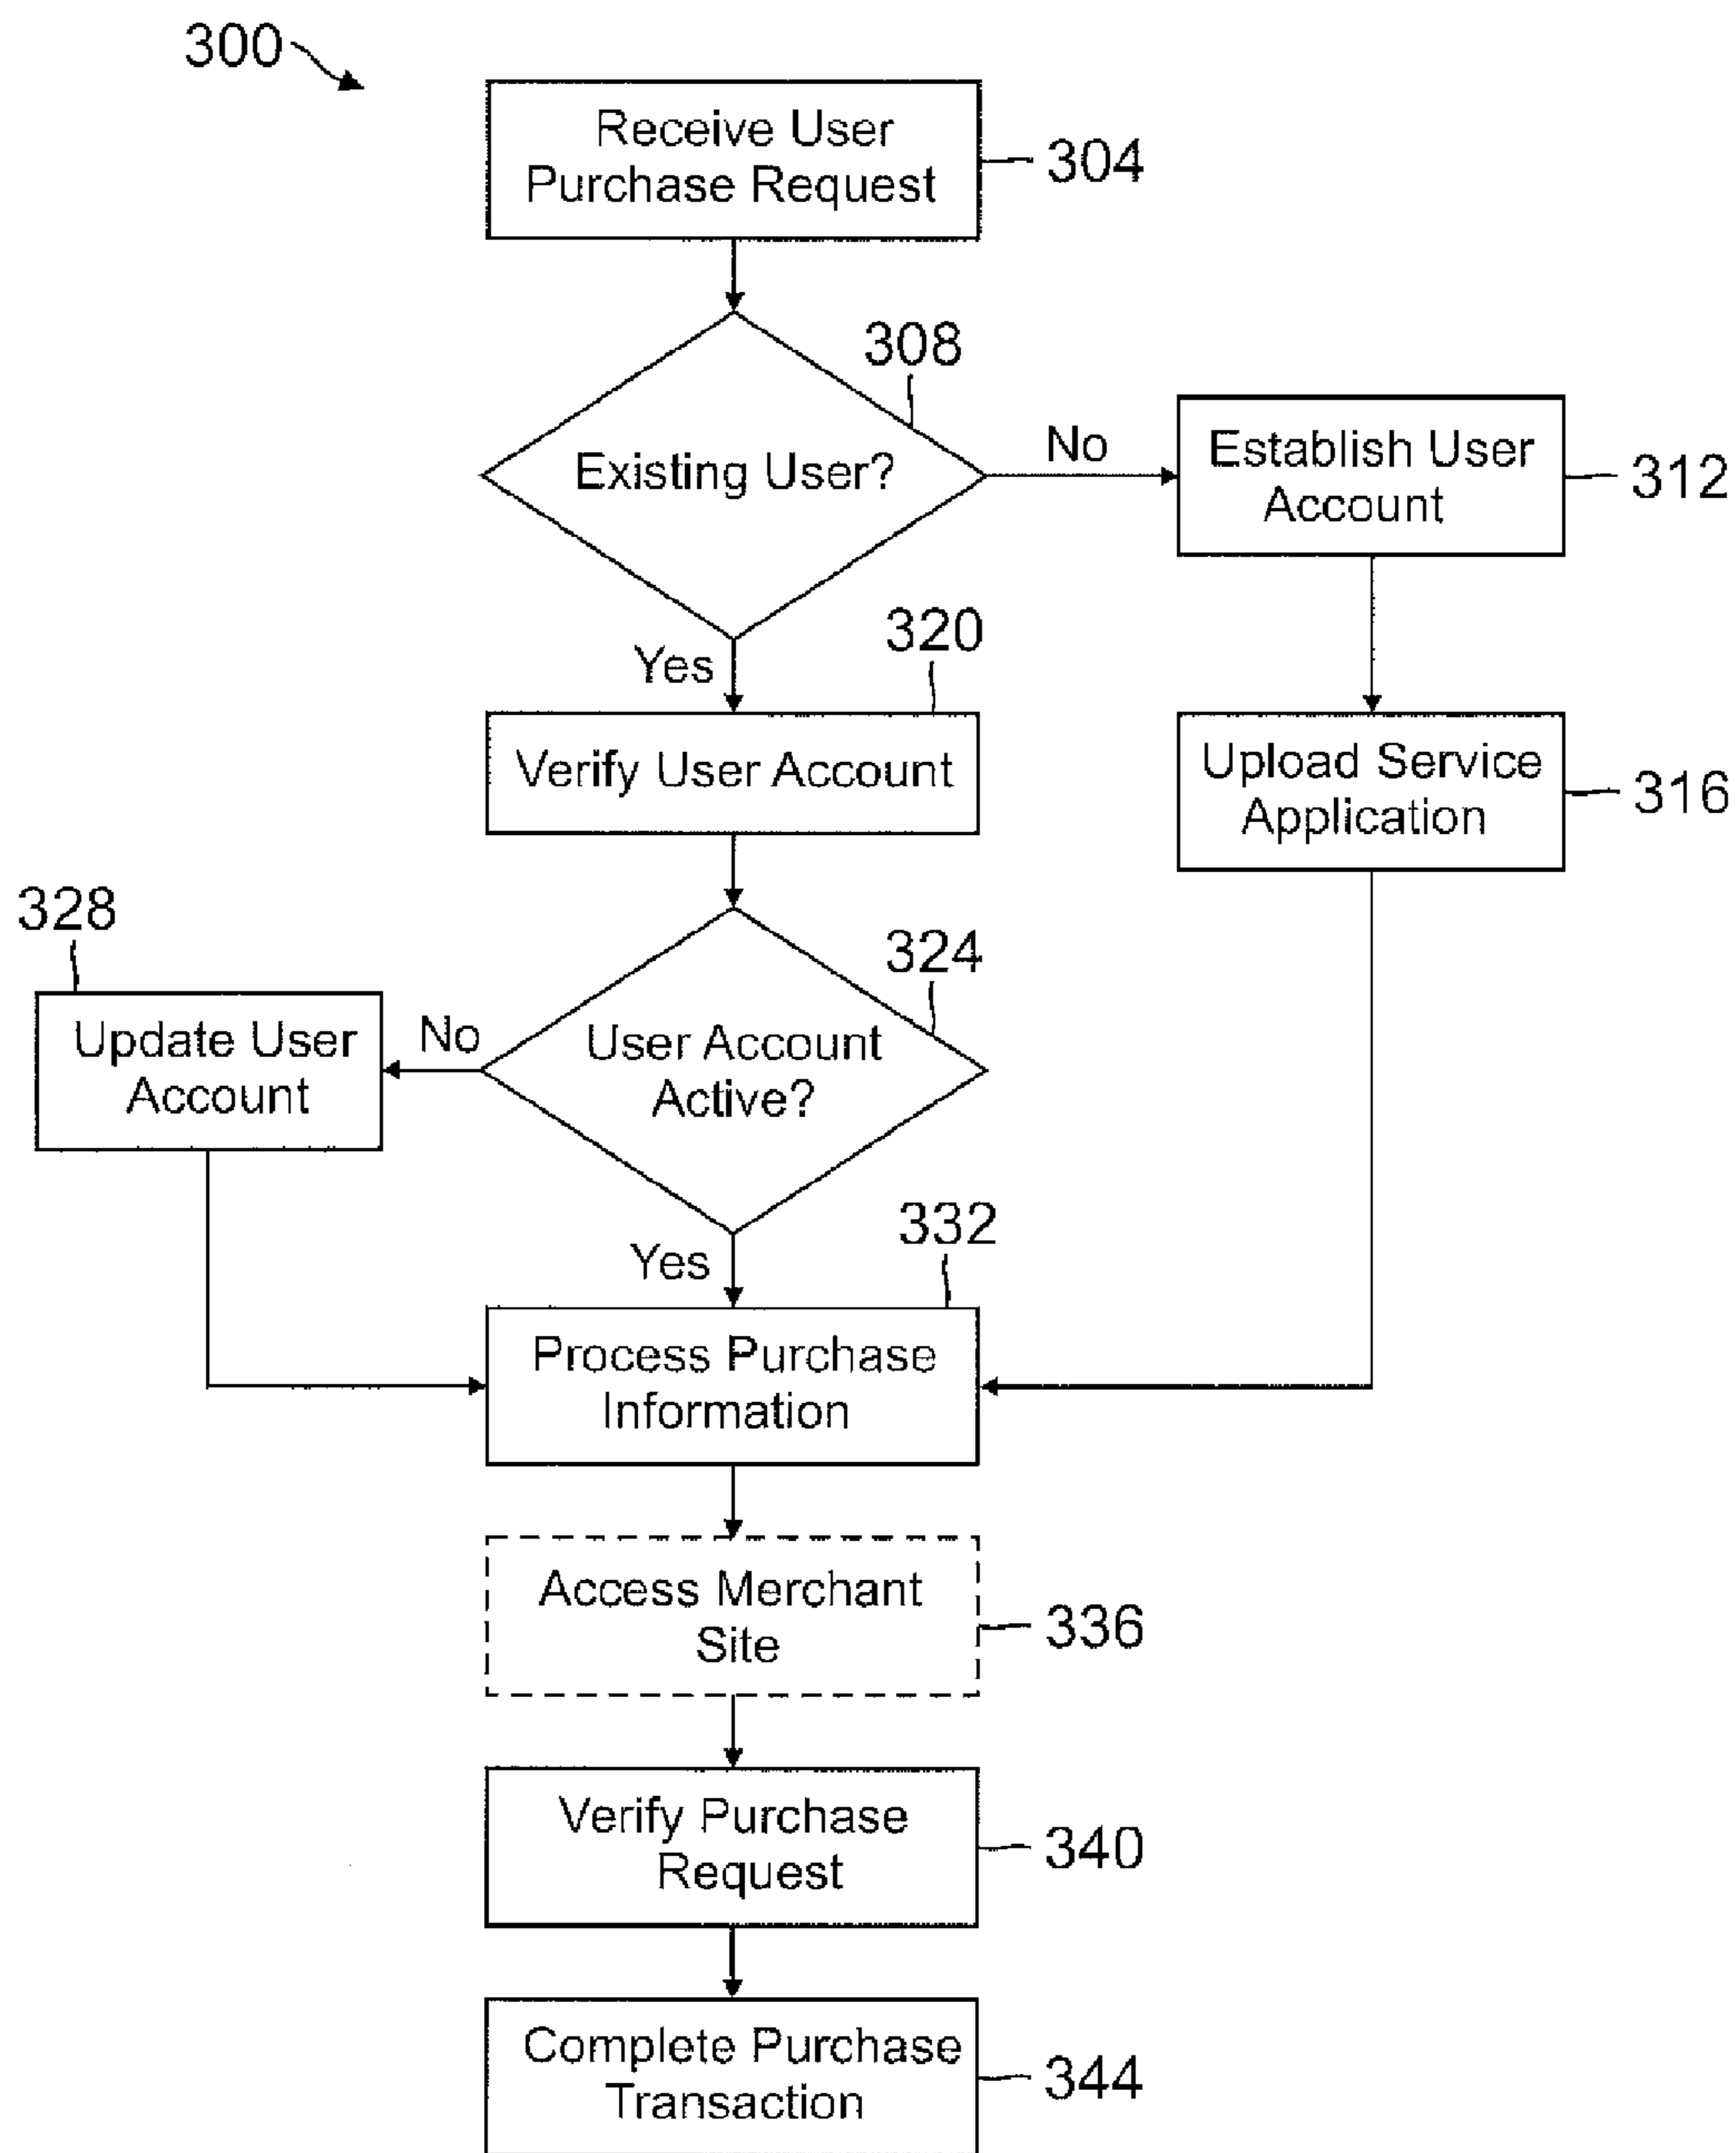 300
Receive User
Purchase Request
304
308
Existing User?
No
Establish User
Account
312
Yes
320
Verify User Account
Upload Service
Application
316
328
Update User
Account
No
324
User Account
Active?
Yes
332
Process Purchase
Information
Access Merchant
Site
336
Verify Purchase
Request
340
Complete Purchase
Transaction
344